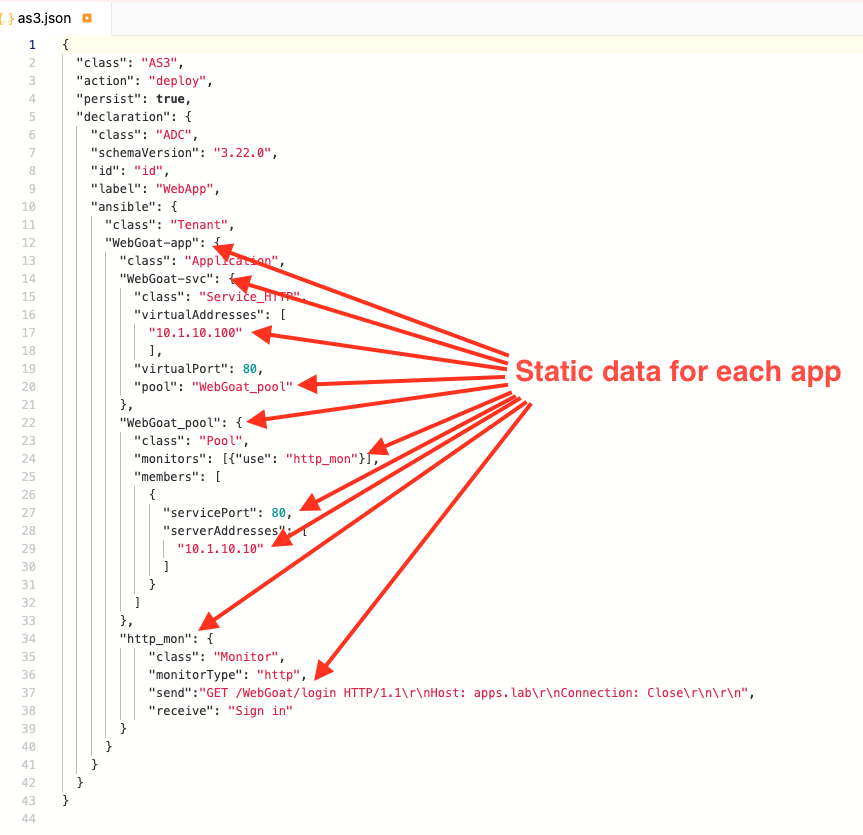 {..} as3.json
1 {
2 "class": "AS3",
3 "action": "deploy",
4 "persist": true,
5 "declaration": {
6 "class": "ADC",
7 "schemaVersion": "3.22.0",
8 "id": "id",
9 "label": "WebApp",
10 "ansible": {
11 "class": "Tenant",
12 "WebGoat-app": {
13 "class": "Application",
14 "WebGoat-svc": {
15 "class": "Service_HTTP",
16 "virtualAddresses": [
17 "10.1.10.100"
18 ],
19 "virtualPort": 80,
Static data for each app
20 "pool": "WebGoat_pool"
21 },
22 "WebGoat_pool": {
23 "class": "Pool",
24 "monitors": [{"use": "http_mon"}],
25 "members": [
26 {
27 "servicePort": 80,
28 "serverAddresses": [
29 "10.1.10.10"
30 ]
31 }
32 ]
33 },
34 "http_mon": {
35 "class": "Monitor",
36 "monitorType": "http",
37 "send":"GET /WebGoat/login HTTP/1.1\r\nHost: apps.lab\r\nConnection: Close\r\n\r\n",
38 "receive": "Sign in"
39 }
40 }
41 }
42 }
43 }
44